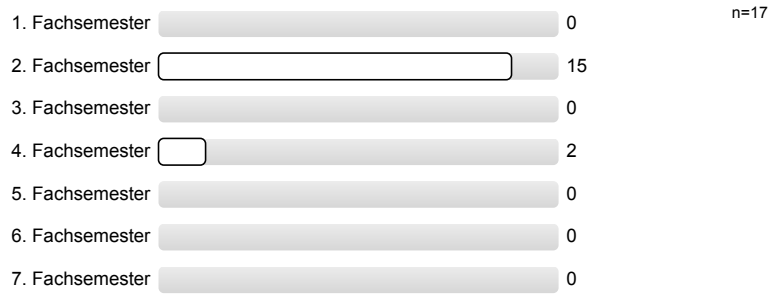 1. Fachsemester 0 n=17
2. Fachsemester 15
3. Fachsemester 0
4. Fachsemester 2
5. Fachsemester 0
6. Fachsemester 0
7. Fachsemester 0